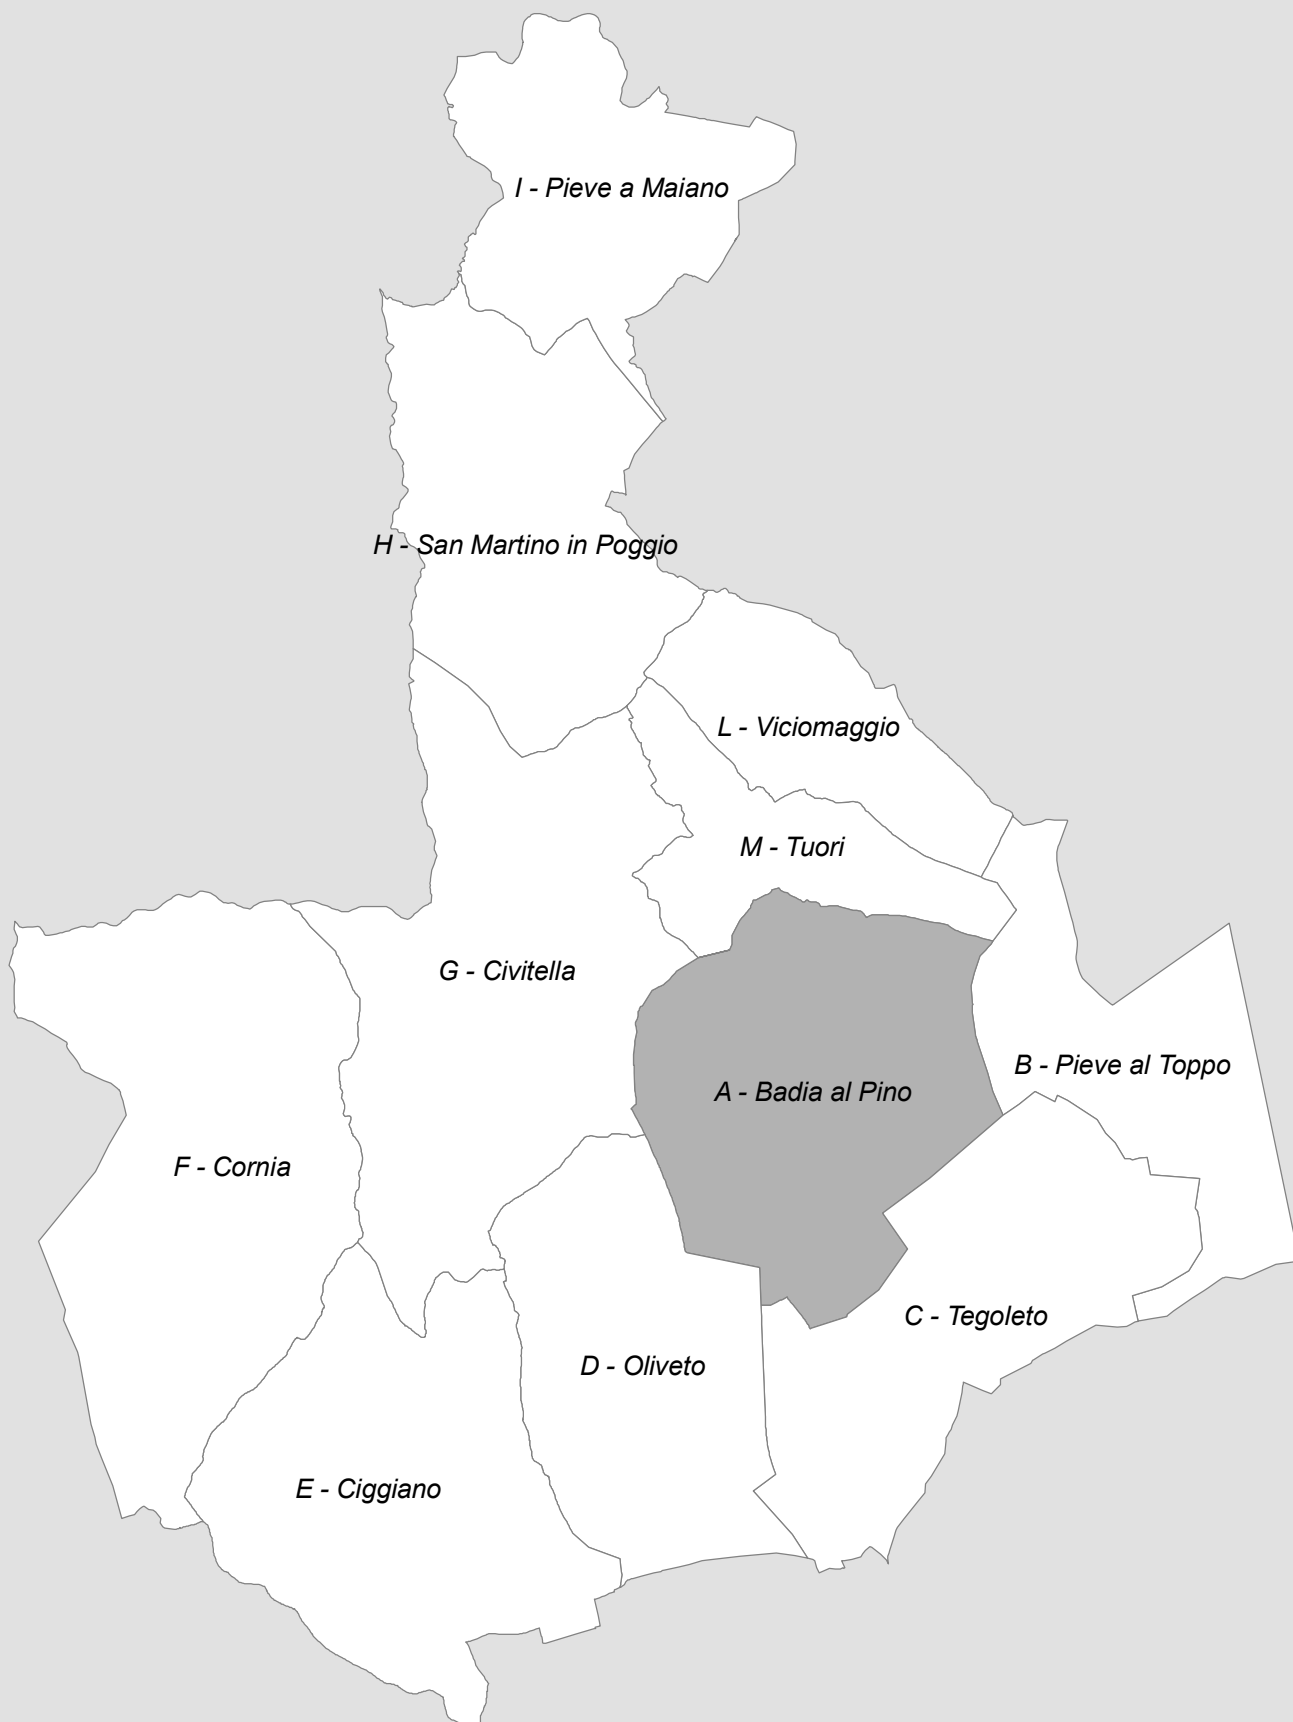 I - Pieve a Maiano
H - San Martino in Poggio
L - Viciomaggio
M - Tuori
G - Civitella
B - Pieve al Toppo
A - Badia al Pino
F - Cornia
C - Tegoleto
D - Oliveto
E - Ciggiano